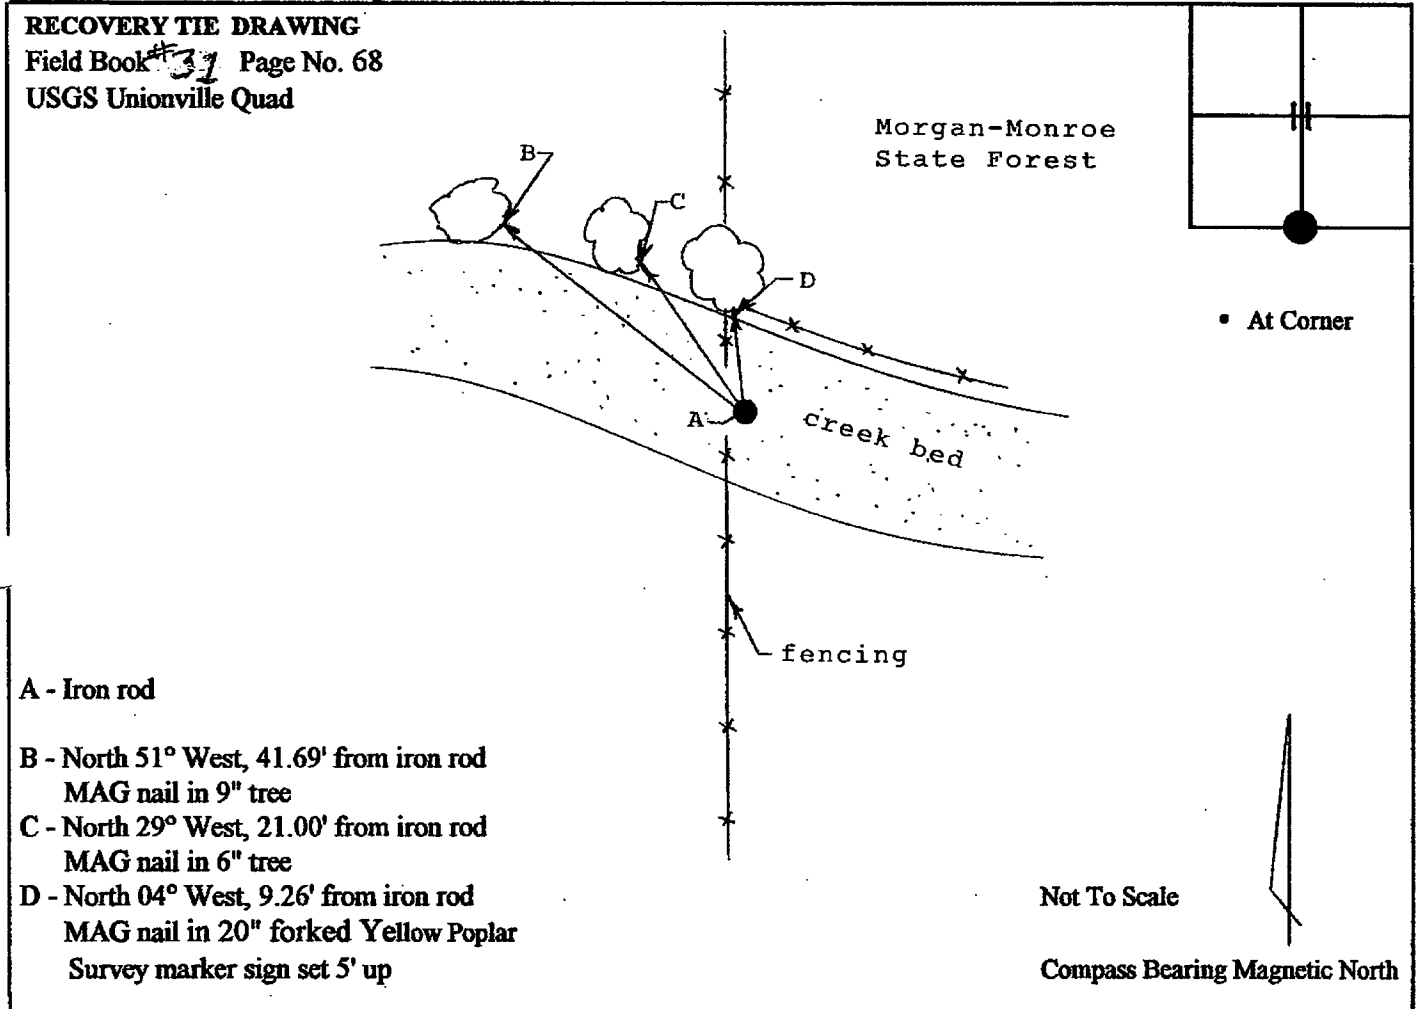 RECOVERY TIE DRAWING
Field Book #31 Page No. 68
USGS Unionville Quad
Morgan-Monroe
State Forest
B
C
D
• At Corner
A
creek bed
fencing
A - Iron rod
B - North 51° West, 41.69' from iron rod
MAG nail in 9" tree
C - North 29° West, 21.00' from iron rod
MAG nail in 6" tree
D - North 04° West, 9.26' from iron rod
MAG nail in 20" forked Yellow Poplar
Survey marker sign set 5' up
Not To Scale
Compass Bearing Magnetic North